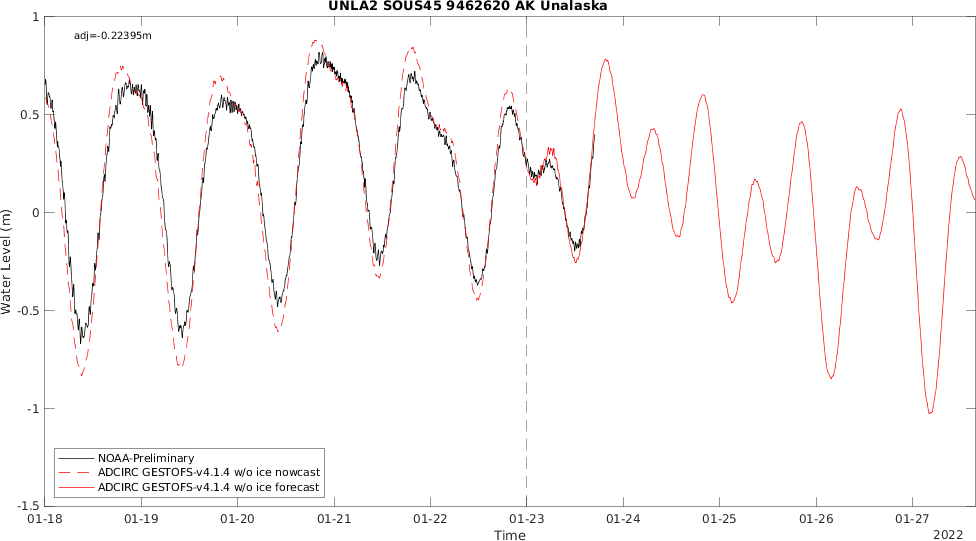 UNLA2 SOUS45 9462620 AK Unalaska
adj=-0.22395m
Water Level (m)
1
0.5
0
-0.5
-1
-1.5
NOAA-Preliminary
ADCIRC GESTOFS-v4.1.4 w/o ice nowcast
ADCIRC GESTOFS-v4.1.4 w/o ice forecast
01-18 01-19 01-20 01-21 01-22 01-23 01-24 01-25 01-26 01-27
Time
2022